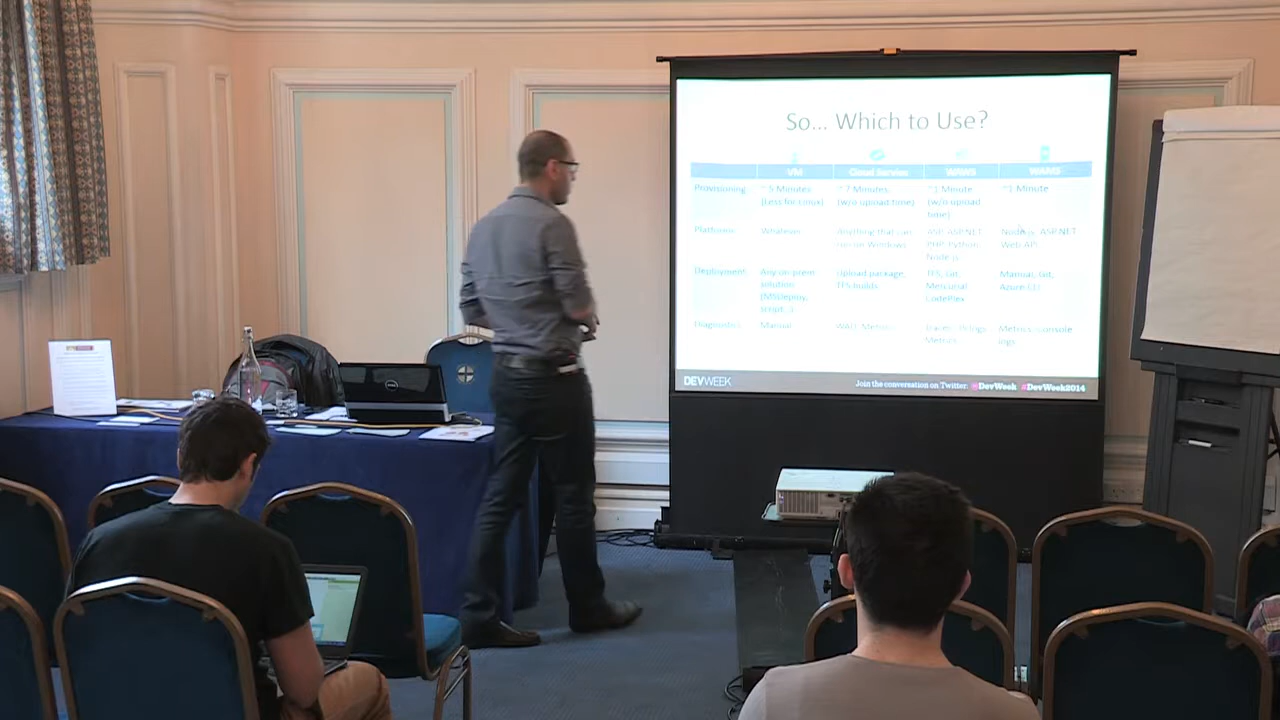 So... Which to Use?
VM Cloud Service WAWS WAMS
Provisioning ~5 Minutes ~7 Minutes ~1 Minute ~1 Minute
(Less for Linux) (w/o upload time) (w/o upload
time)
Platforms Whatever Anything that can ASP, ASP.NET Node.js, ASP.NET
run on Windows PHP, Python, Web API
Node.js
Deployment Any on-prem Upload package, TFS, Git, Manual, Git,
solution TFS builds Mercurial, Azure CLI
(MSDeploy, CodePlex
script...)
Diagnostics Manual WAD, Metrics Metrics, console
Metrics logs
DEVWEEK
Join the conversation on Twitter: @DevWeek #DevWeek2014
DELL